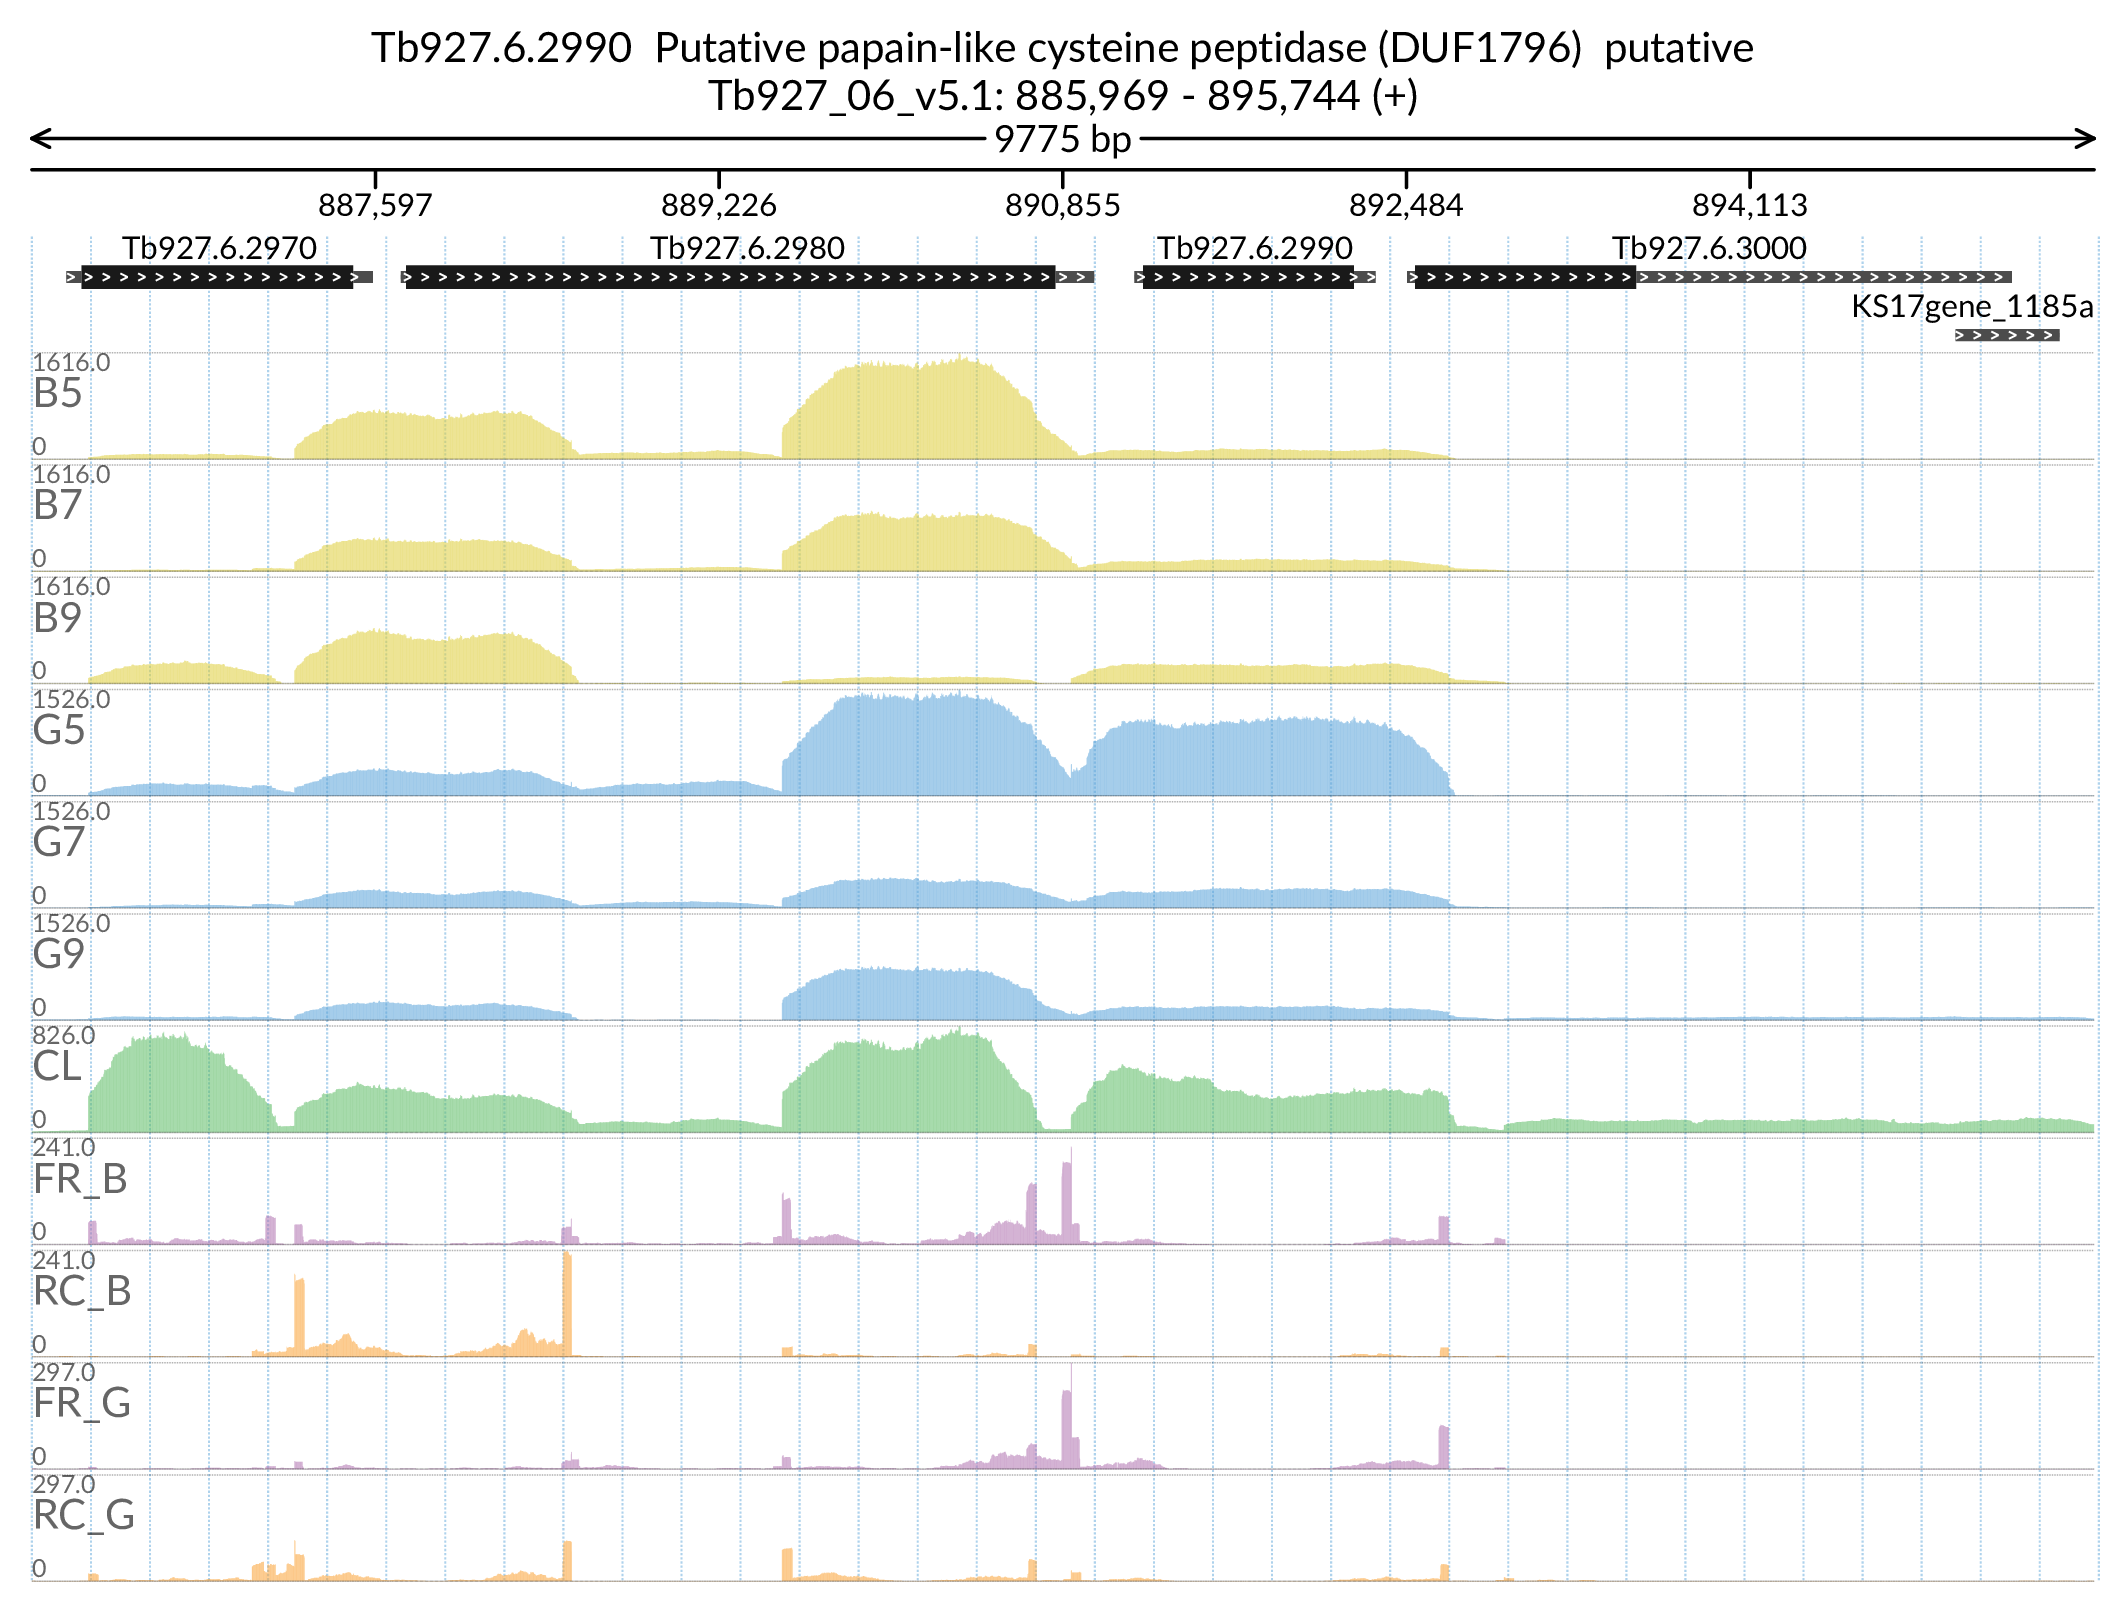 Tb927.6.2990  Putative papain-like cysteine peptidase (DUF1796)  putative
Tb927_06_v5.1: 885,969 - 895,744 (+)
9775 bp
887,597 889,226 890,855 892,484 894,113
Tb927.6.2970 Tb927.6.2980 Tb927.6.2990 Tb927.6.3000
KS17gene_1185a
1616.0
B5
0
1616.0
B7
0
1616.0
B9
0
1526.0
G5
0
1526.0
G7
0
1526.0
G9
0
826.0
CL
0
241.0
FR_B
0
241.0
RC_B
0
297.0
FR_G
0
297.0
RC_G
0